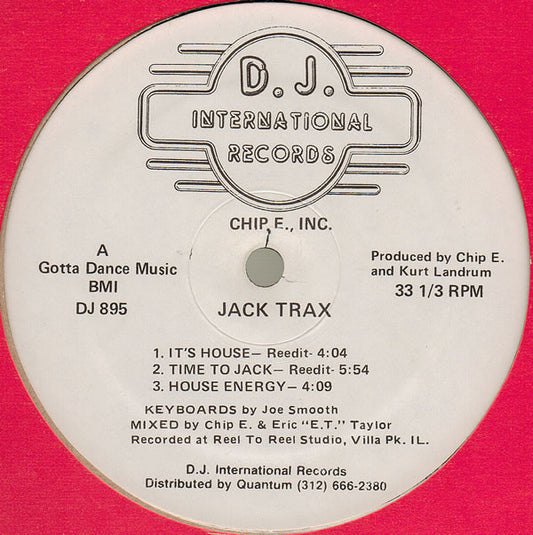 D. J.
INTERNATIONAL
RECORDS
CHIP E., INC.
A
Gotta Dance Music
BMI
DJ 895
Produced by Chip E.
and Kurt Landrum
33 1/3 RPM
JACK TRAX
1. IT'S HOUSE— Reedit- 4:04
2. TIME TO JACK— Reedit- 5:54
3. HOUSE ENERGY— 4:09
KEYBOARDS by Joe Smooth
MIXED by Chip E. & Eric "E.T." Taylor
Recorded at Reel To Reel Studio, Villa Pk. IL.
D.J. International Records
Distributed by Quantum (312) 666-2380